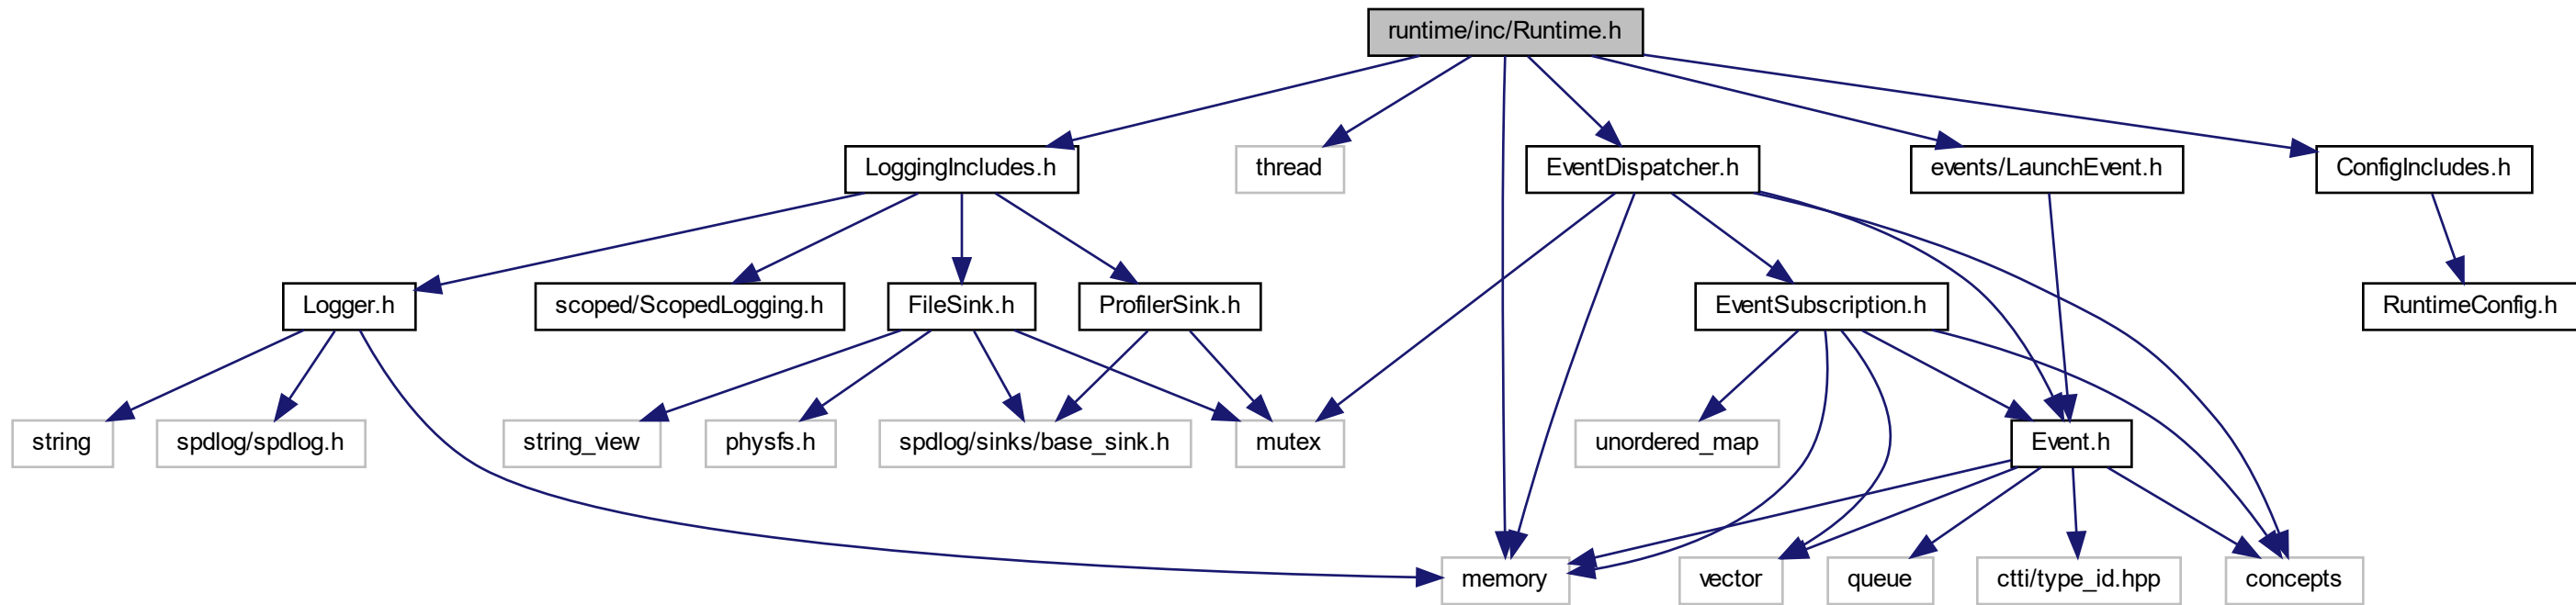 runtime/inc/Runtime.h
LoggingIncludes.h
thread
EventDispatcher.h
events/LaunchEvent.h
ConfigIncludes.h
Logger.h
scoped/ScopedLogging.h
FileSink.h
ProfilerSink.h
EventSubscription.h
RuntimeConfig.h
string
spdlog/spdlog.h
string_view
physfs.h
spdlog/sinks/base_sink.h
mutex
unordered_map
Event.h
memory
vector
queue
ctti/type_id.hpp
concepts